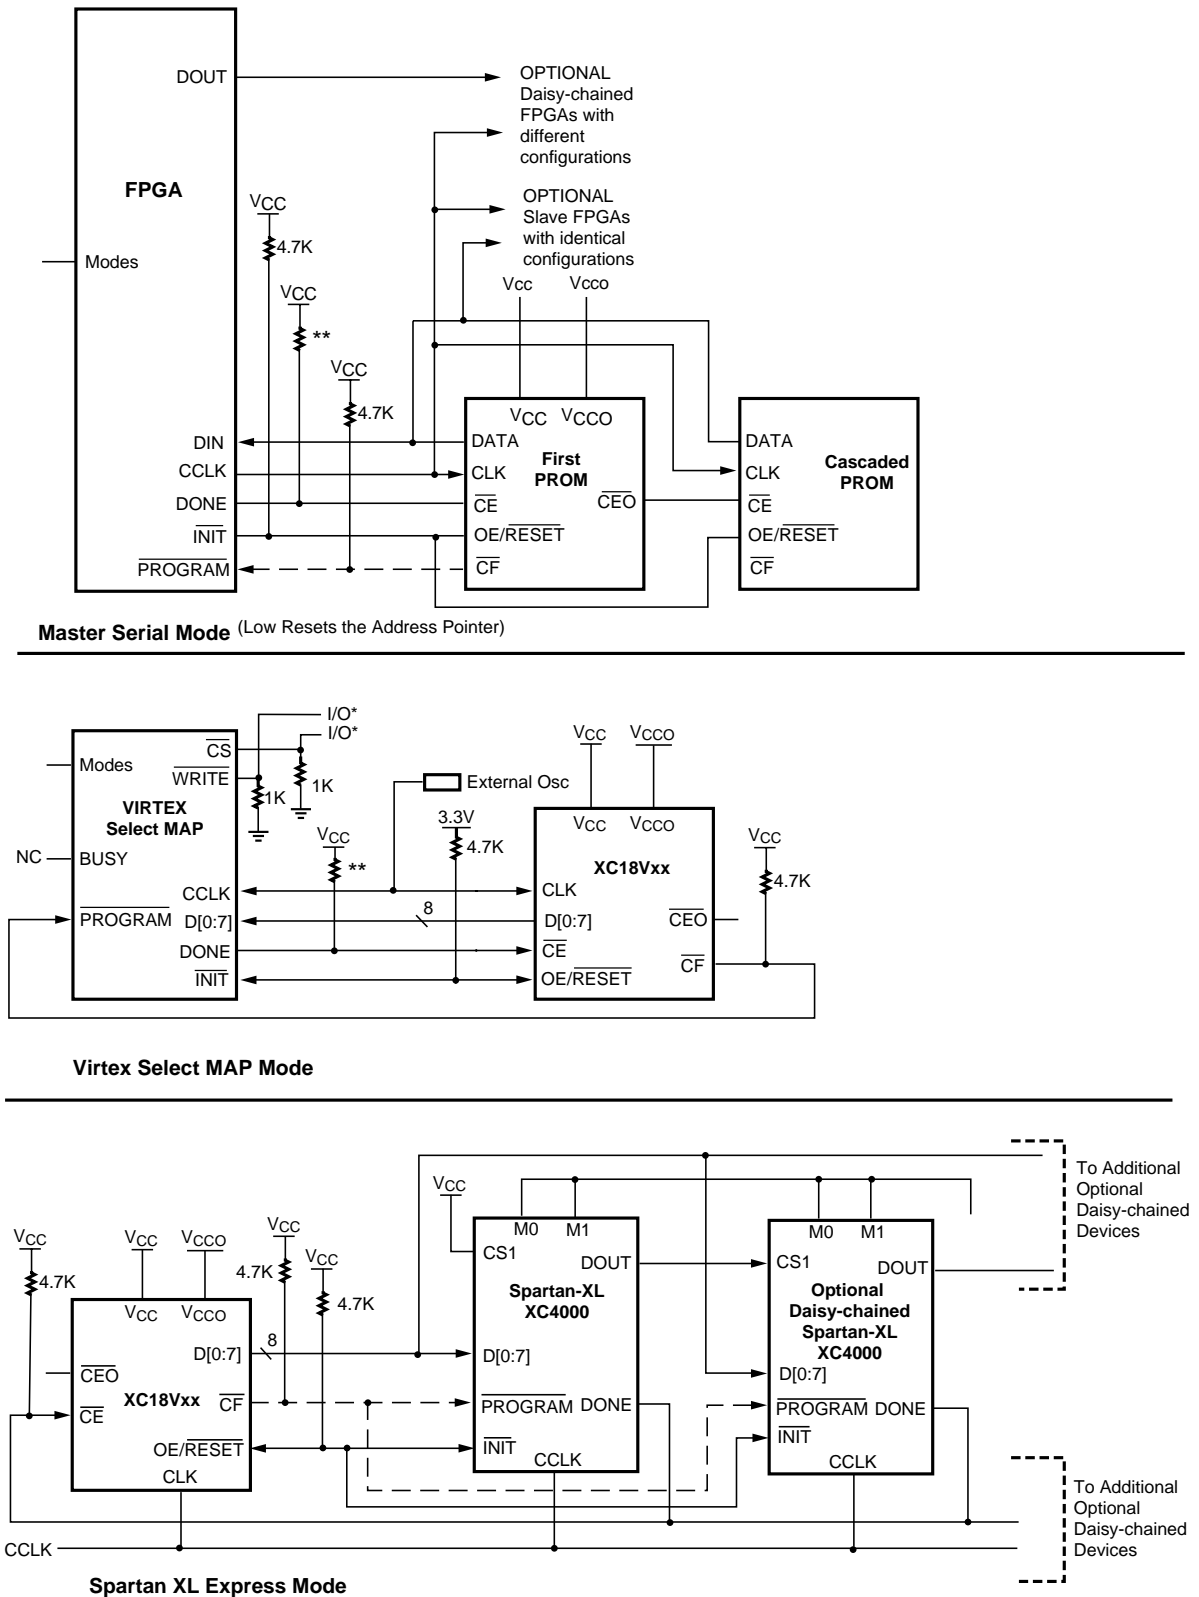 DOUT
OPTIONAL
Daisy-chained
FPGAs with
different
configurations
FPGA
VCC
OPTIONAL
Slave FPGAs
with identical
configurations
4.7K
Modes
VCC
Vcc
Vcco
**
VCC
4.7K
VCC
VCCO
DIN
DATA
DATA
First
PROM
Cascaded
PROM
CCLK
CLK
CLK
DONE
CE
CEO
CE
INIT
OE/RESET
OE/RESET
PROGRAM
CF
CF
Master Serial Mode (Low Resets the Address Pointer)
I/O*
I/O*
CS
Modes
WRITE
1K
1K
VIRTEX
Select MAP
External Osc
VCC
VCCO
3.3V
4.7K
VCC
VCCO
VCC
**
VCC
4.7K
NC
BUSY
XC18Vxx
CCLK
CLK
PROGRAM
D[0:7]
8
D[0:7]
CEO
DONE
CE
CF
INIT
OE/RESET
Virtex Select MAP Mode
To Additional
Optional
Daisy-chained
Devices
VCC
M0
M1
M0
M1
VCC
VCC
VCCO
VCC
VCC
CS1
DOUT
CS1
DOUT
4.7K
4.7K
4.7K
Spartan-XL
XC4000
Optional
Daisy-chained
Spartan-XL
XC4000
VCC
VCCO
D[0:7]
8
D[0:7]
D[0:7]
CEO
XC18Vxx
CF
PROGRAM
DONE
PROGRAM
DONE
CE
OE/RESET
INIT
INIT
CLK
CCLK
CCLK
To Additional
Optional
Daisy-chained
Devices
CCLK
Spartan XL Express Mode